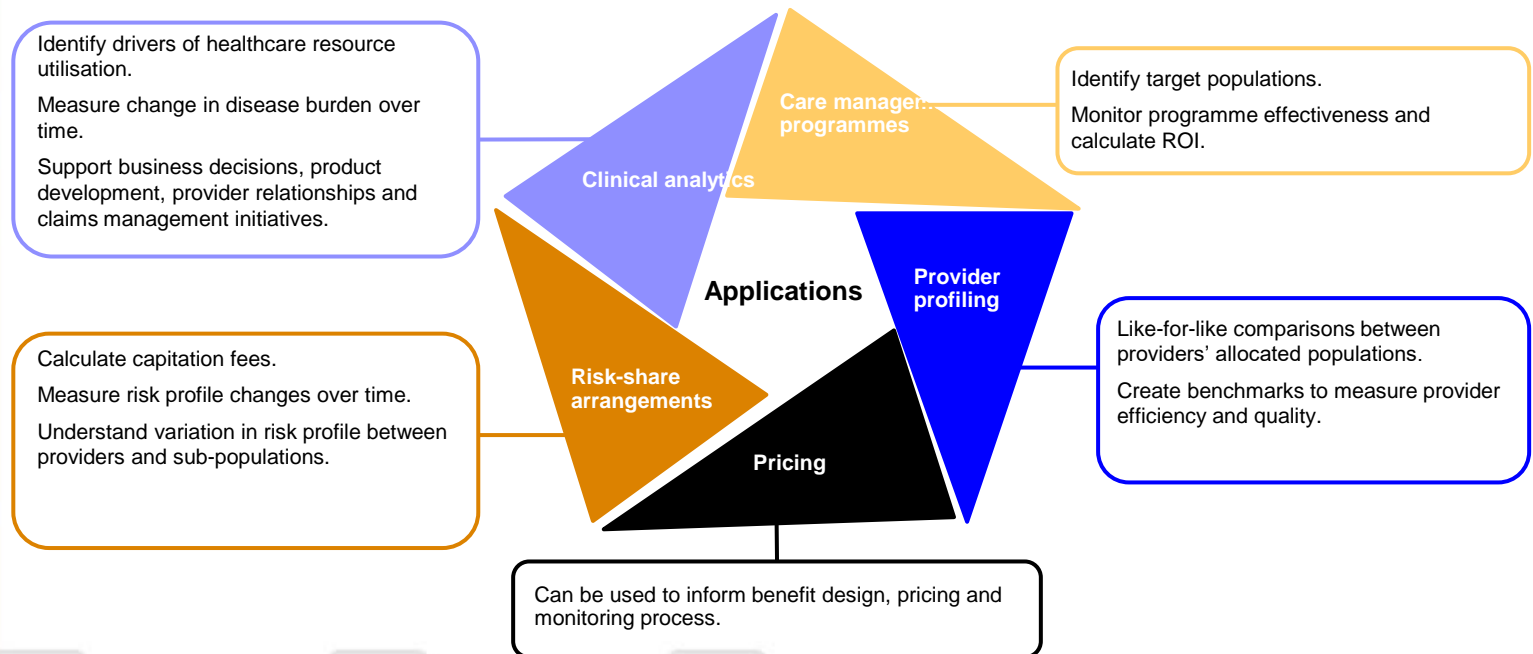 Identify drivers of healthcare resource
utilisation.
Measure change in disease burden over
time.
Support business decisions, product
development, provider relationships and
claims management initiatives.
Care managem
programmes
Identify target populations.
Monitor programme effectiveness and
calculate ROI.
Clinical analytics
Applications
Provider
profiling
Like-for-like comparisons between
providers’ allocated populations.
Create benchmarks to measure provider
efficiency and quality.
Calculate capitation fees.
Measure risk profile changes over time.
Understand variation in risk profile between
providers and sub-populations.
Risk-share
arrangements
Pricing
Can be used to inform benefit design, pricing and
monitoring process.